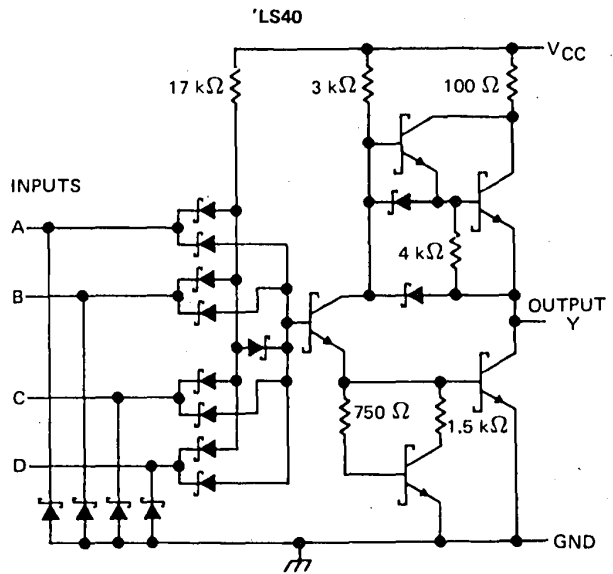 'LS40
VCC
17 kΩ
3 kΩ
100 Ω
INPUTS
A
B
4 kΩ
OUTPUT
Y
C
750 Ω
1.5 kΩ
D
GND